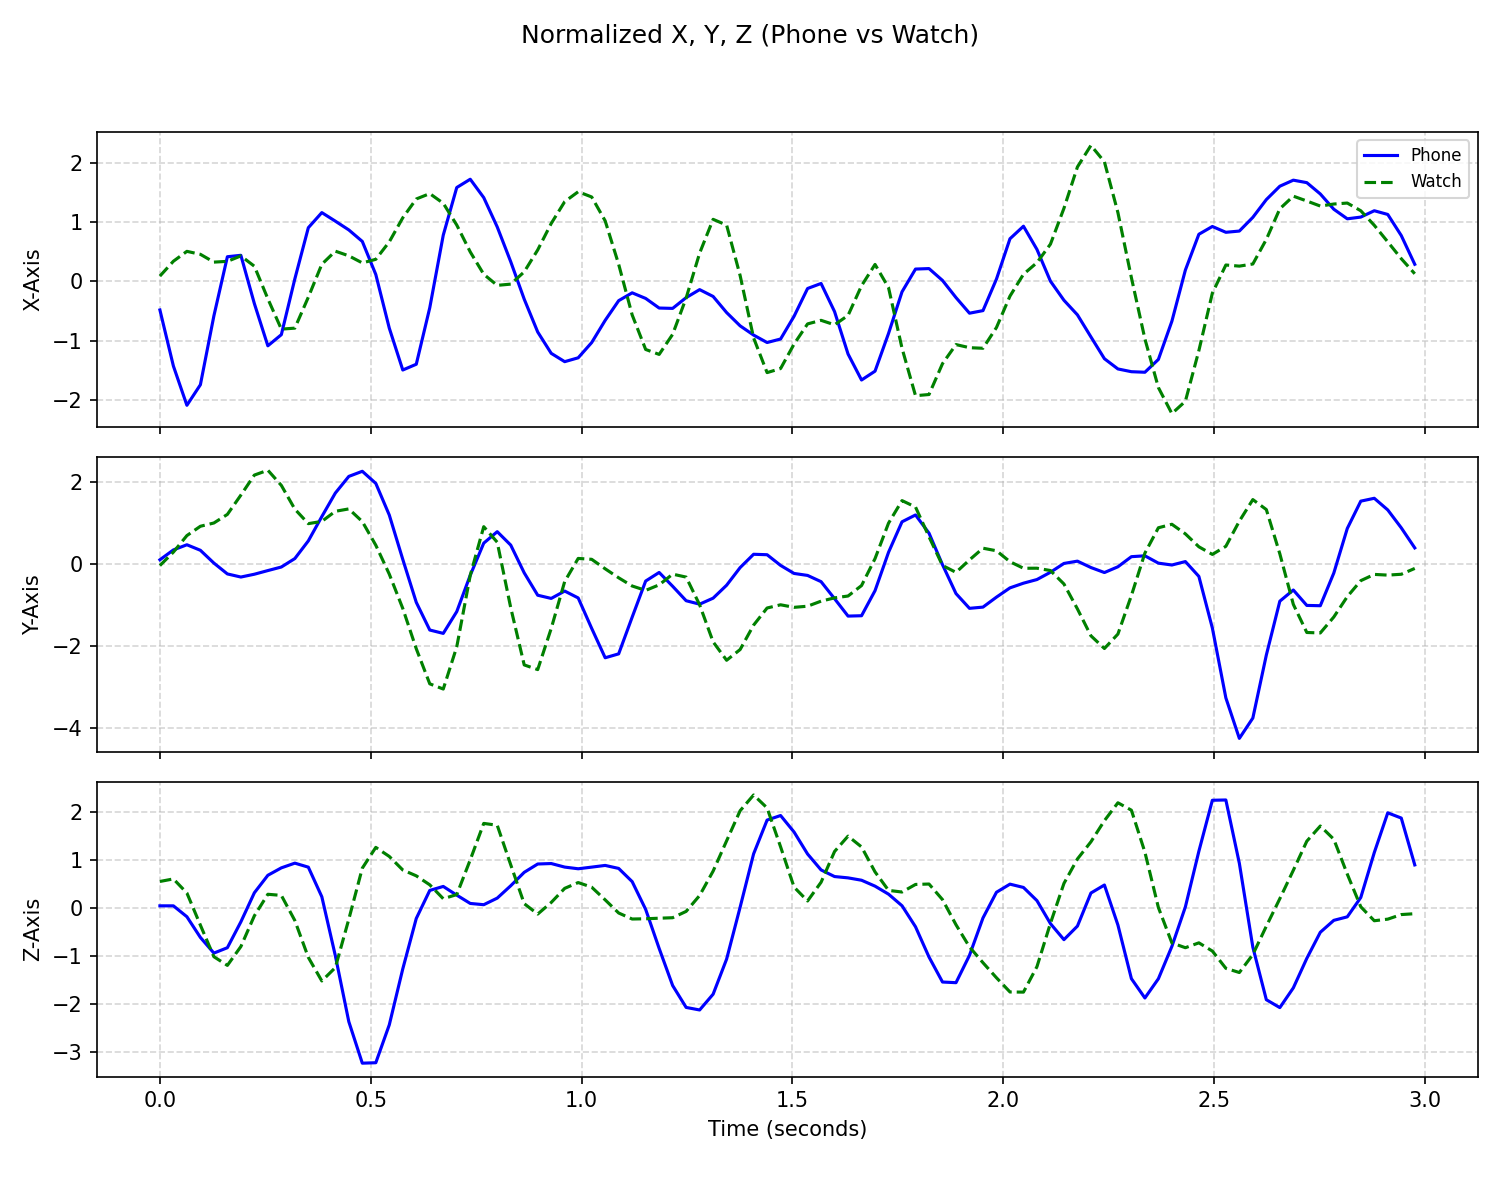 Normalized X, Y, Z (Phone vs Watch)
Phone
Watch
X-Axis
2
1
0
−1
−2
Y-Axis
2
0
−2
−4
Z-Axis
2
1
0
−1
−2
−3
0.0 0.5 1.0 1.5 2.0 2.5 3.0
Time (seconds)